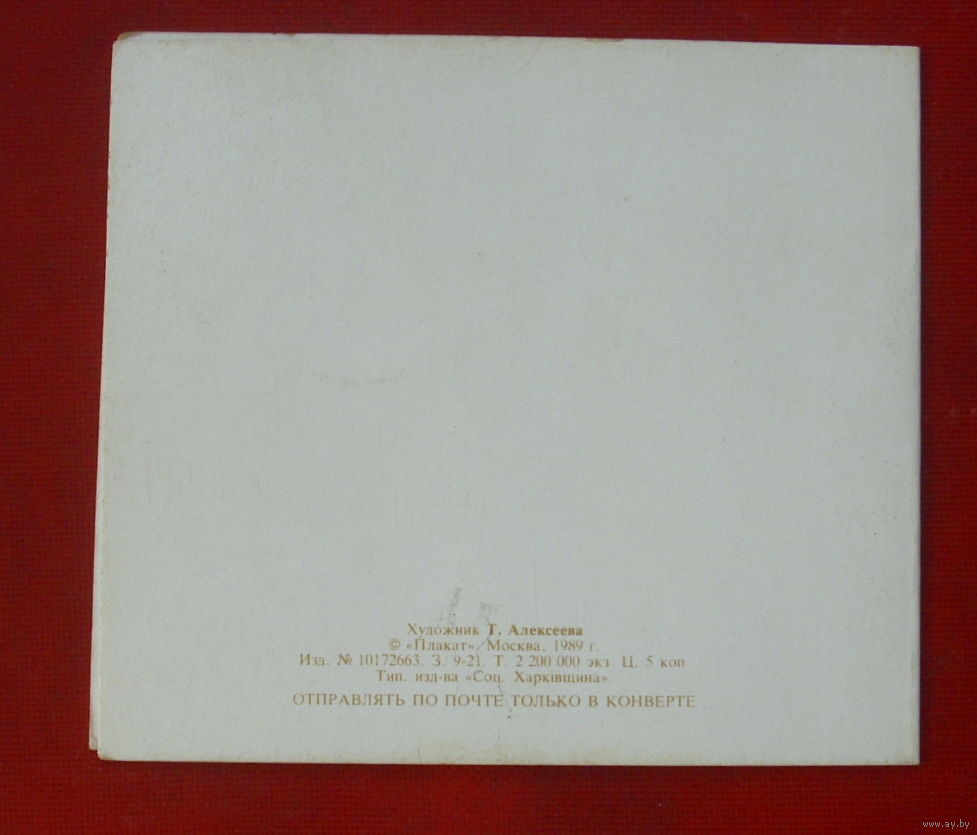 Художник Т. Алексеева
© «Плакат», Москва, 1989 г.
Изд. № 10172663. З. 9-21. Т. 2 200 000 экз. Ц. 5 коп
Тип. изд-ва «Соц. Харкiвщина».
ОТПРАВЛЯТЬ ПО ПОЧТЕ ТОЛЬКО В КОНВЕРТЕ
www.ay.by